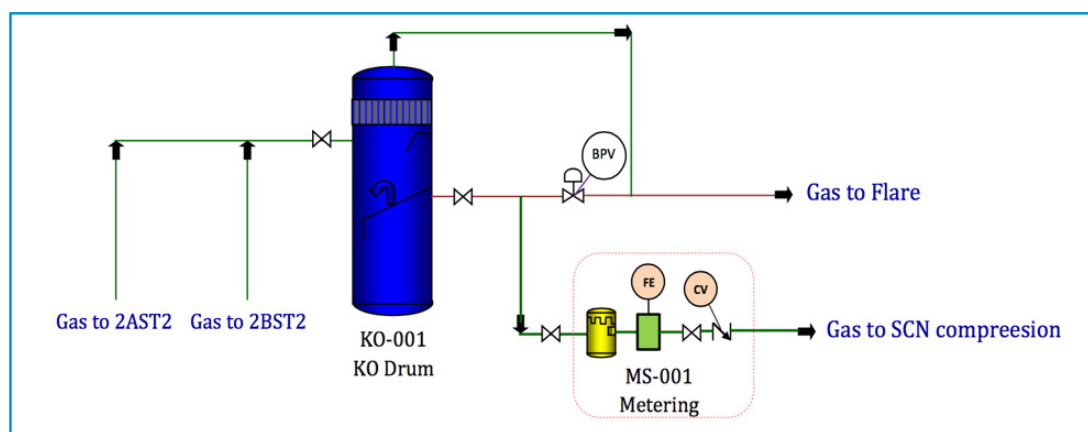 BPV
Gas to Flare
Gas to 2AST2
Gas to 2BST2
KO-001
KO Drum
FE
CV
Gas to SCN compreesion
MS-001
Metering